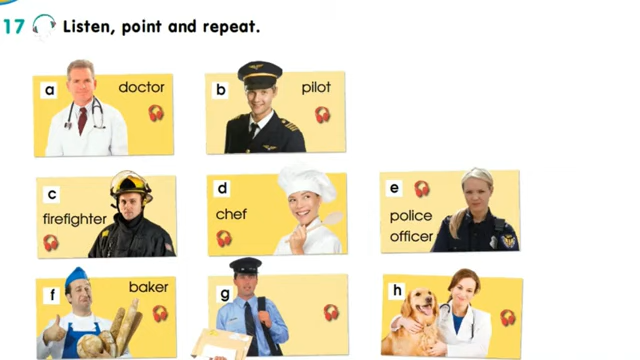 17 Listen, point and repeat.
a doctor
b pilot
c
firefighter
d
chef
e
police
officer
f baker
g
h